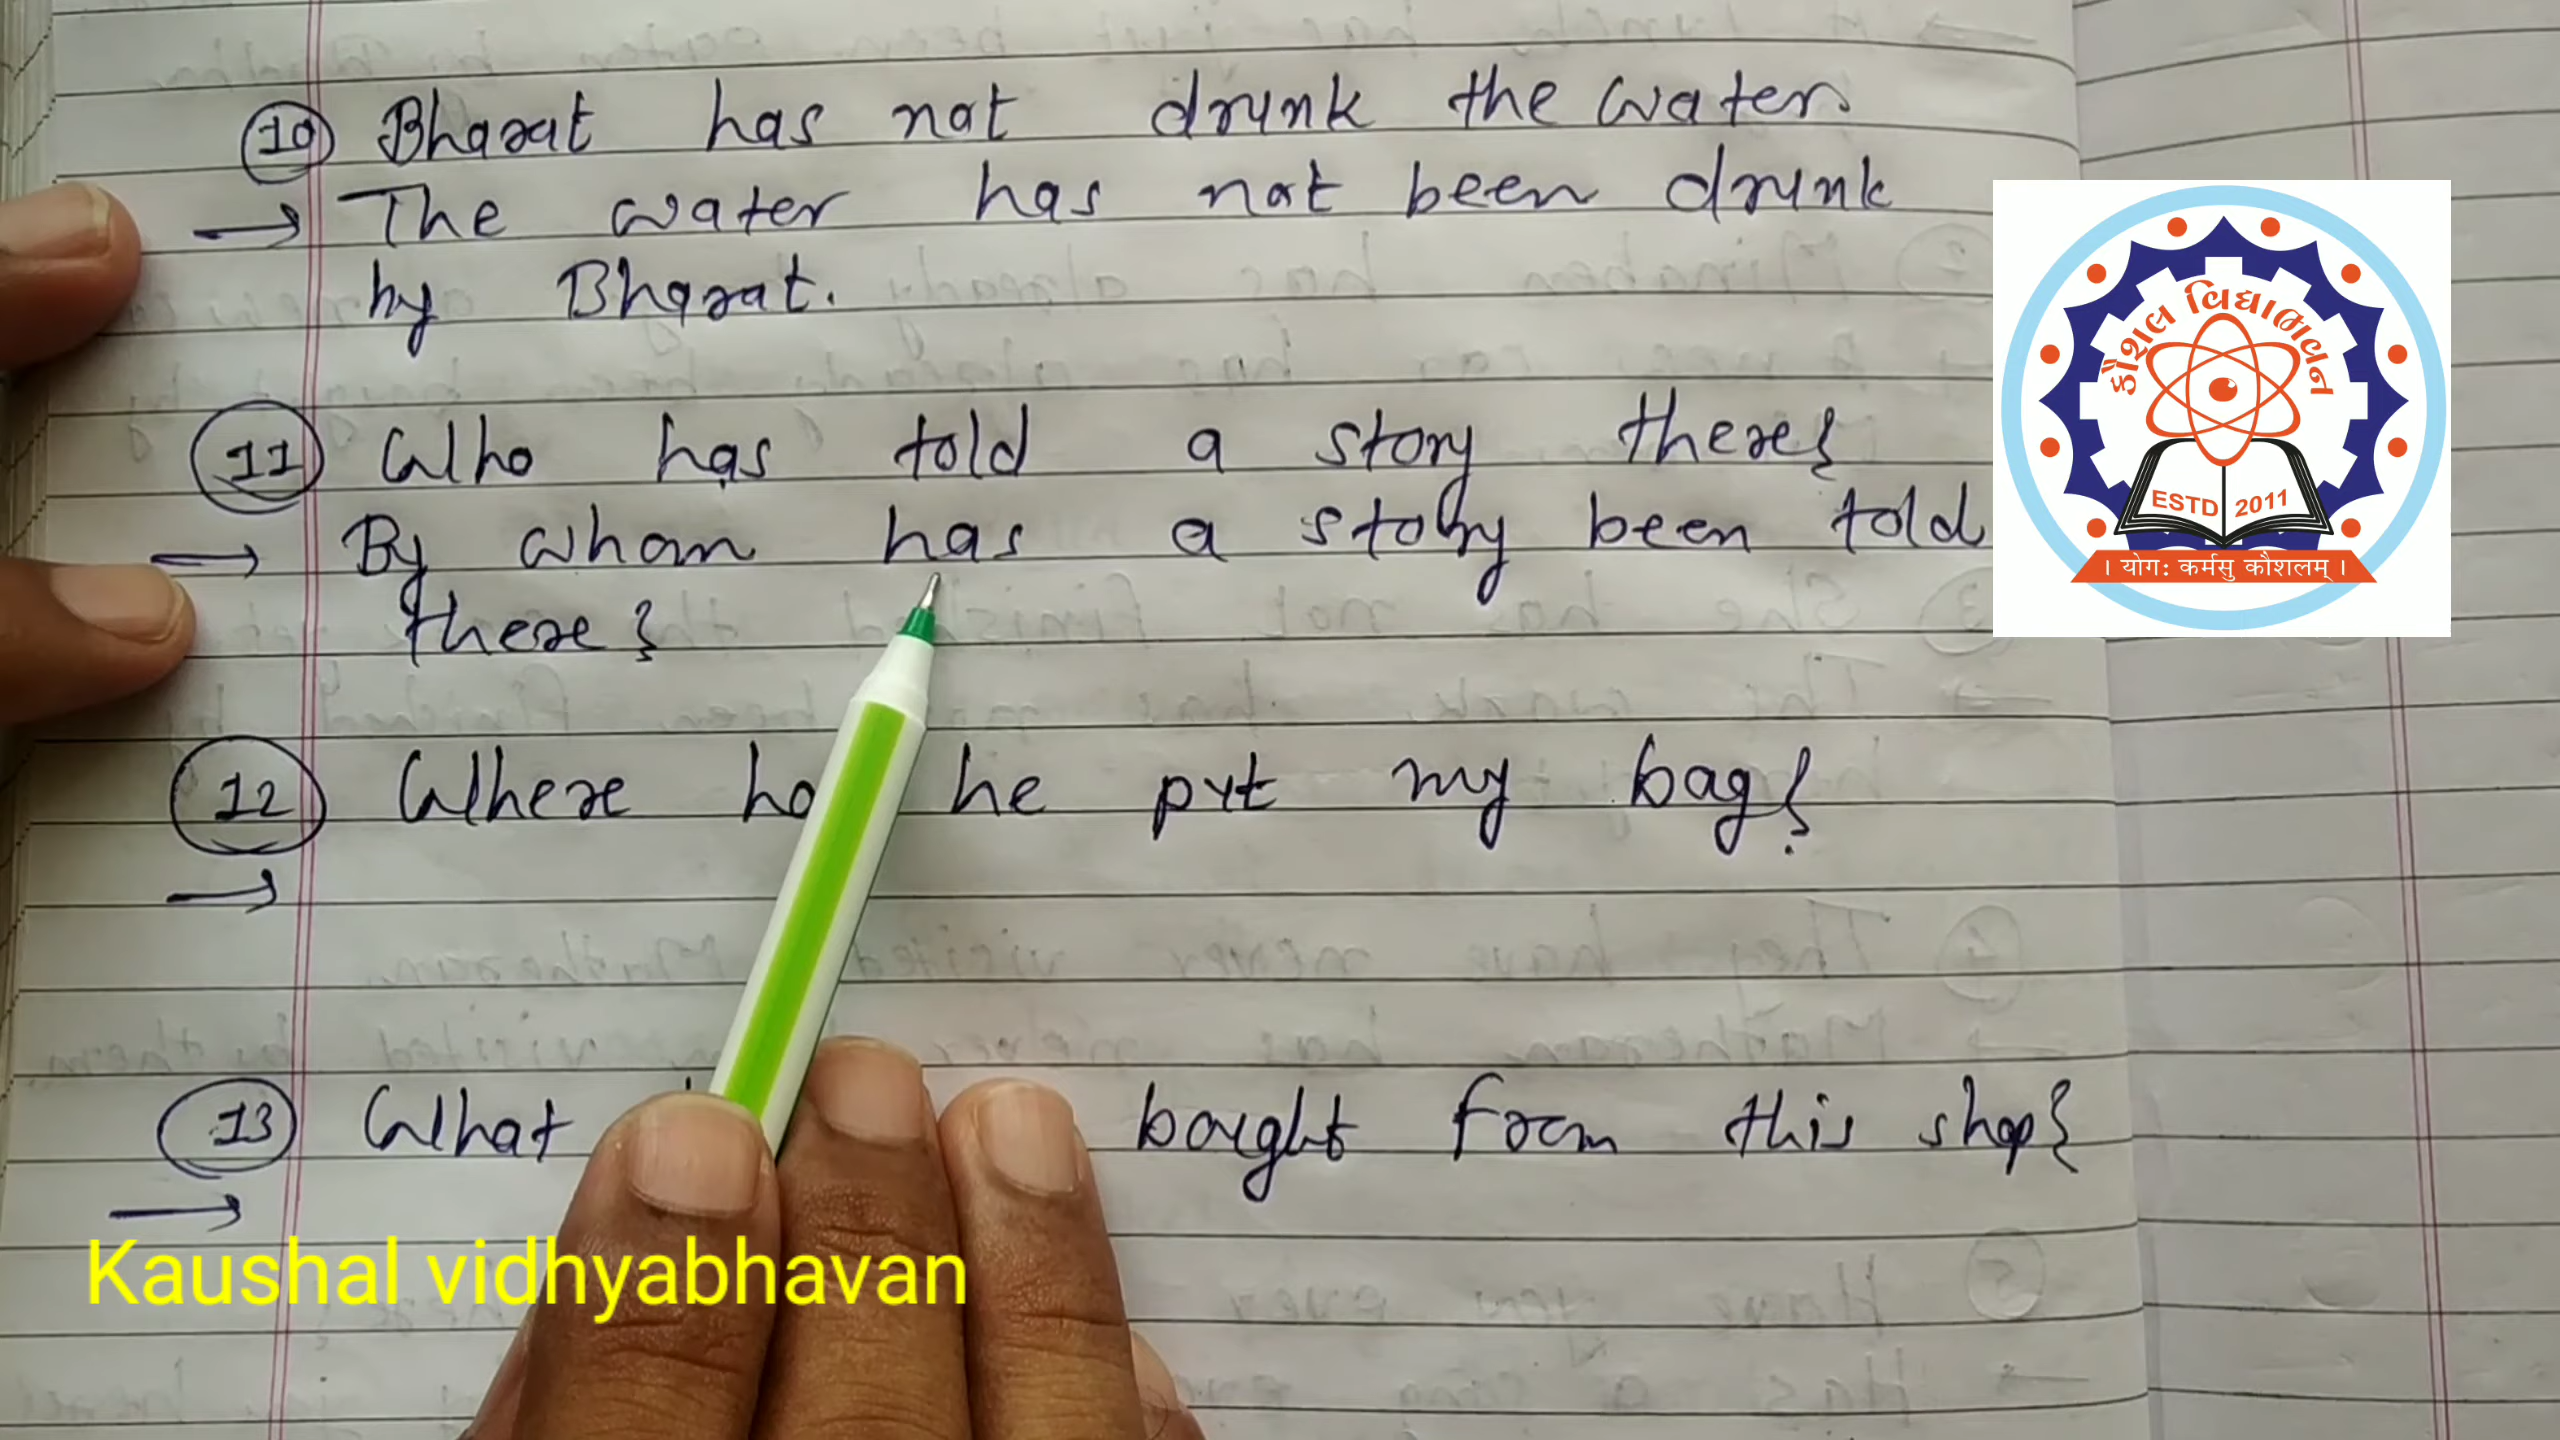 10 Bharat has not drunk the water.
→ The water has not been drunk
by Bharat.
11 Who has told a story there?
→ By whom has a story been told
there?
12 Where he put my bag?
→
13 What bought from this shop?
→
કૌશલ વિદ્યાભવન
ESTD 2011
। योगः कर्मसु कौशलम् ।
Kaushal vidhyabhavan